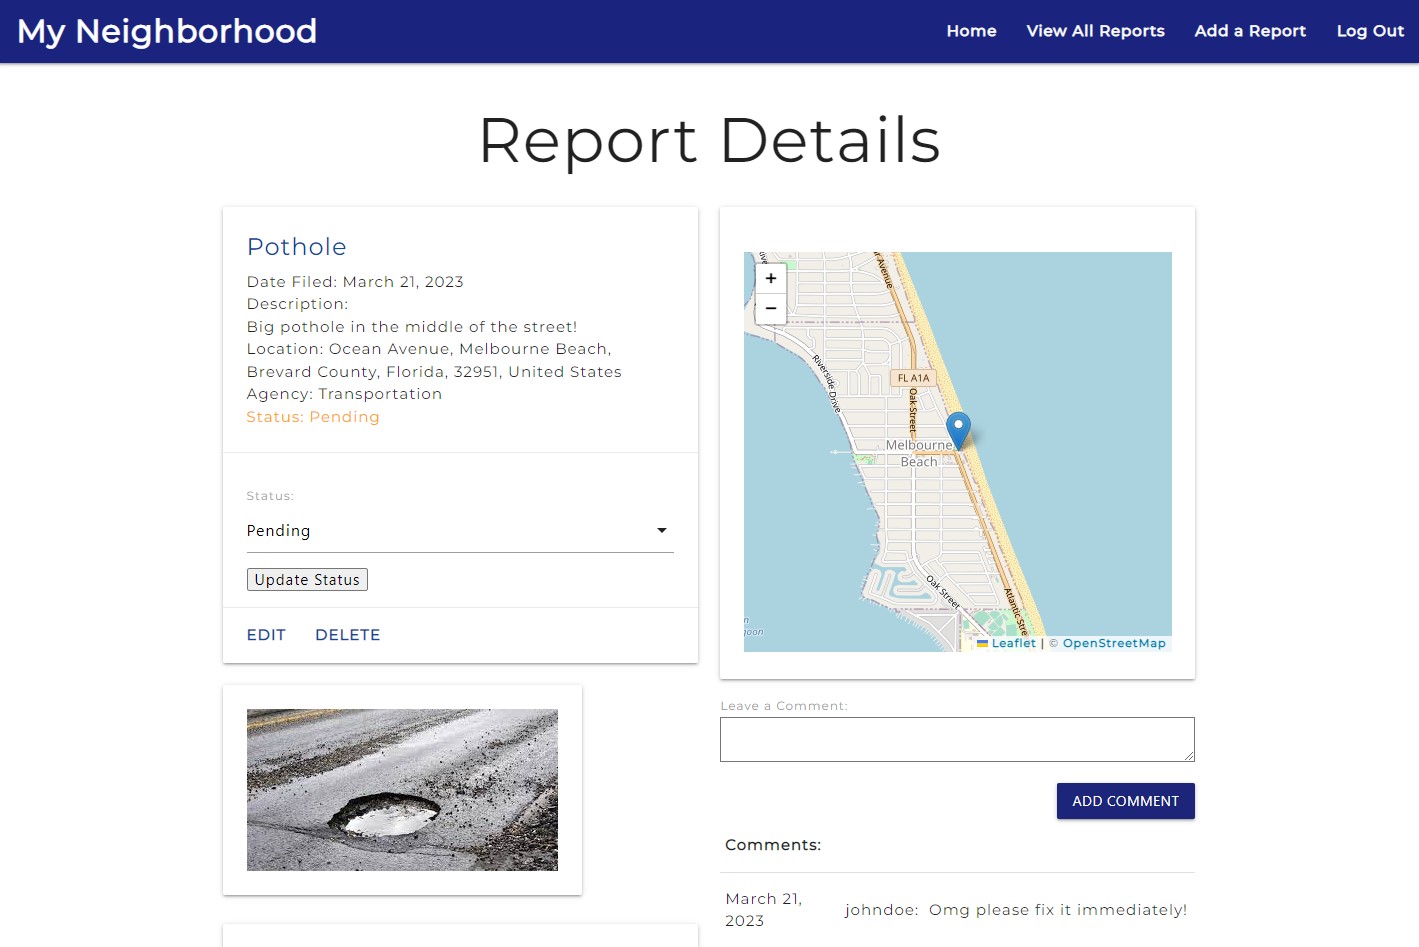 My Neighborhood
Home
View All Reports
Add a Report
Log Out
Report Details
Pothole
Date Filed: March 21, 2023
Description:
Big pothole in the middle of the street!
Location: Ocean Avenue, Melbourne Beach,
Brevard County, Florida, 32951, United States
Agency: Transportation
Status: Pending
Status:
Pending
Update Status
EDIT
DELETE
+
−
Riverside Drive
FL A1A
Oak Street
Melbourne
Beach
Oak Street
Leaflet | © OpenStreetMap
Leave a Comment:
ADD COMMENT
Comments:
March 21,
2023
johndoe: Omg please fix it immediately!